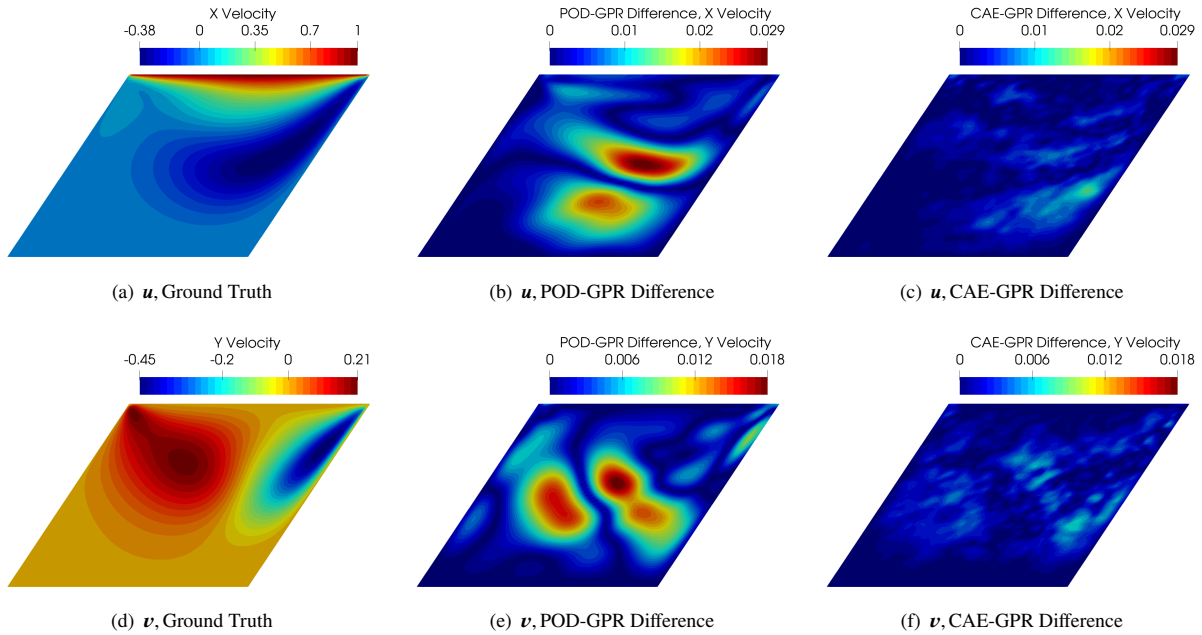 X Velocity
-0.38 0 0.35 0.7 1
POD-GPR Difference, X Velocity
0 0.01 0.02 0.029
CAE-GPR Difference, X Velocity
0 0.01 0.02 0.029
(a) u, Ground Truth
(b) u, POD-GPR Difference
(c) u, CAE-GPR Difference
Y Velocity
-0.45 -0.2 0 0.21
POD-GPR Difference, Y Velocity
0 0.006 0.012 0.018
CAE-GPR Difference, Y Velocity
0 0.006 0.012 0.018
(d) v, Ground Truth
(e) v, POD-GPR Difference
(f) v, CAE-GPR Difference